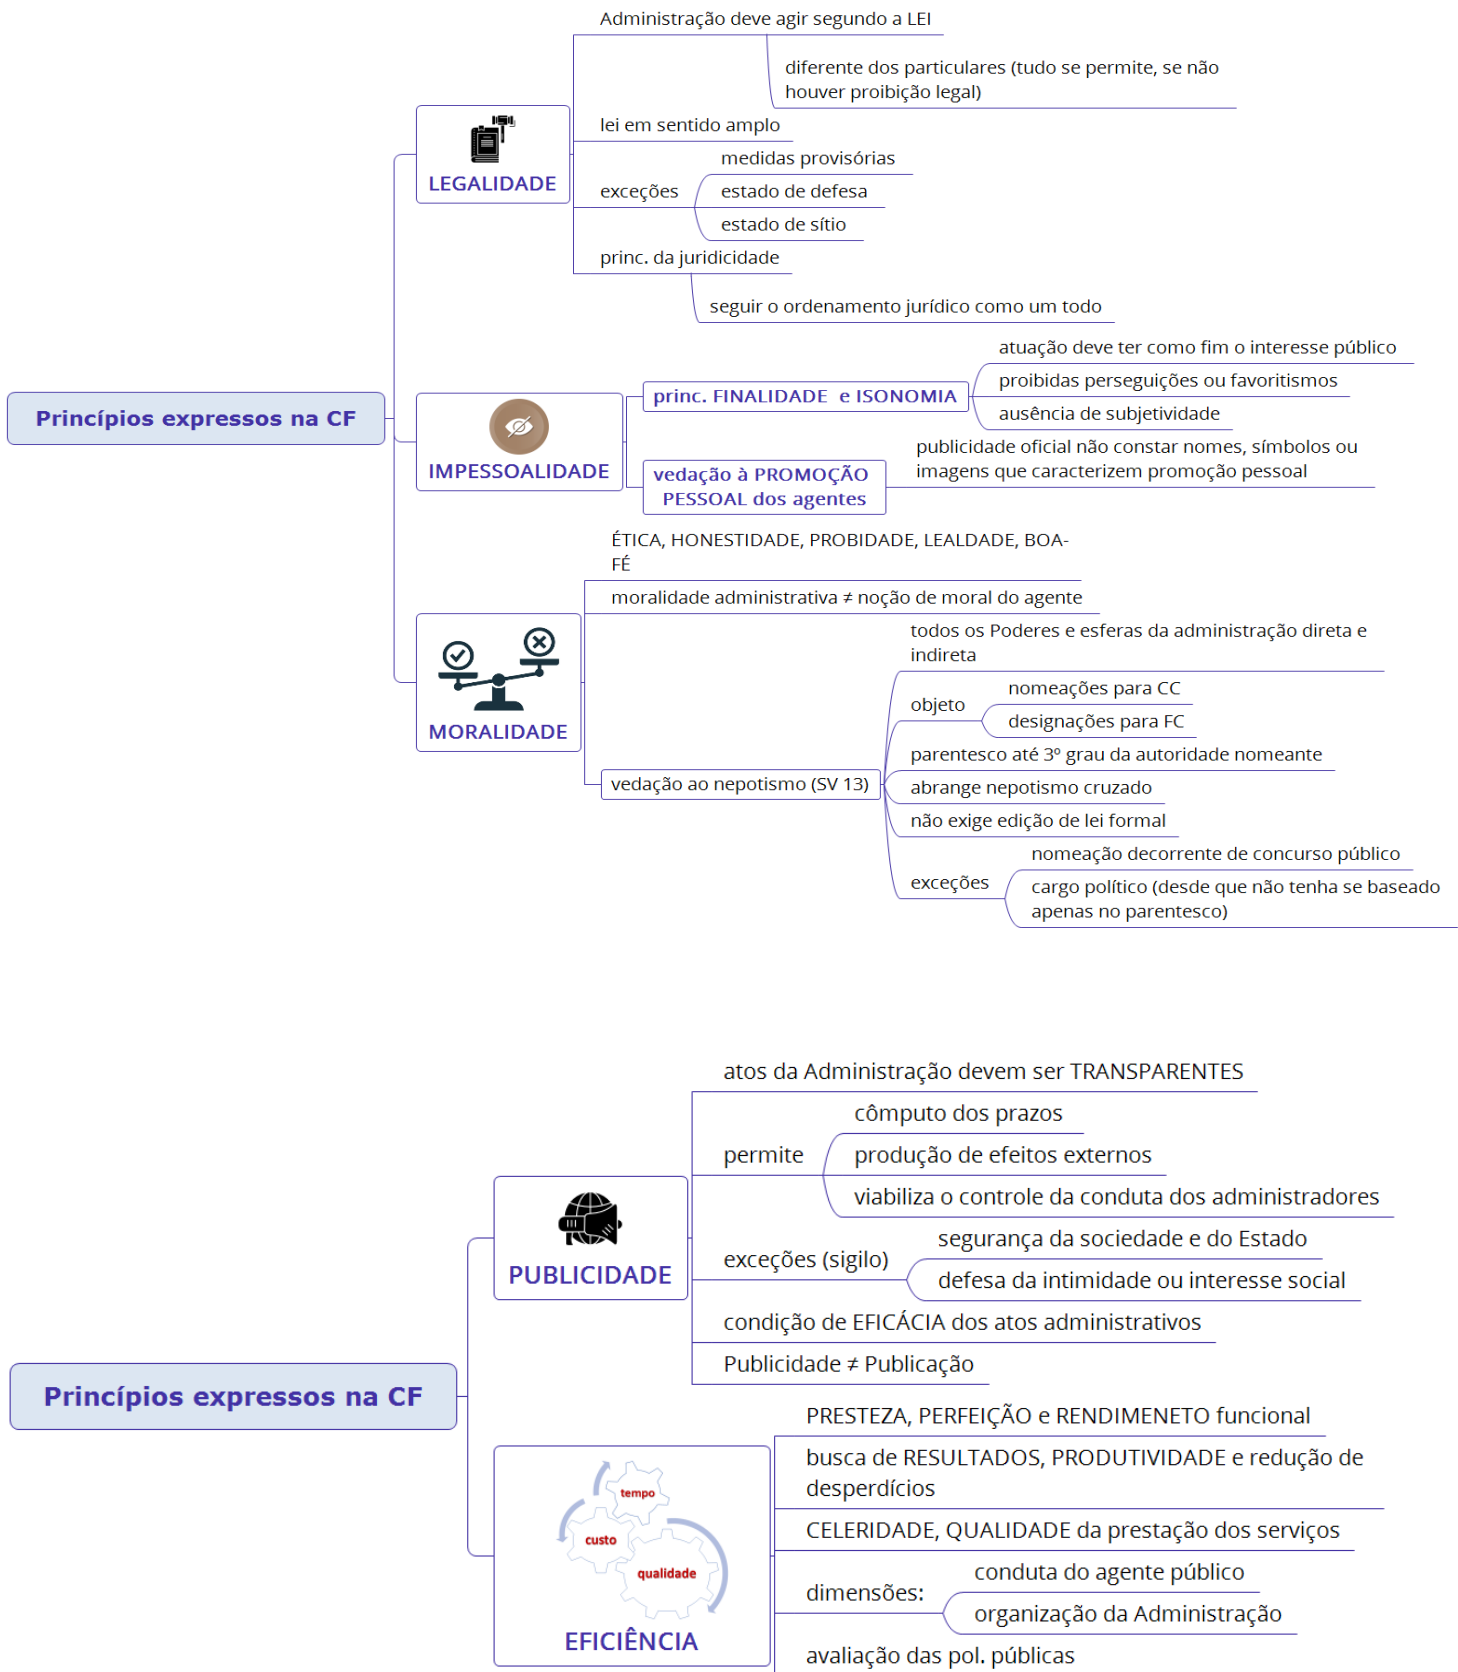 Princípios expressos na CF
LEGALIDADE
Administração deve agir segundo a LEI
diferente dos particulares (tudo se permite, se não
houver proibição legal)
lei em sentido amplo
exceções
medidas provisórias
estado de defesa
estado de sítio
princ. da juridicidade
seguir o ordenamento jurídico como um todo
IMPESSOALIDADE
princ. FINALIDADE e ISONOMIA
atuação deve ter como fim o interesse público
proibidas perseguições ou favoritismos
ausência de subjetividade
vedação à PROMOÇÃO
PESSOAL dos agentes
publicidade oficial não constar nomes, símbolos ou
imagens que caracterizem promoção pessoal
MORALIDADE
ÉTICA, HONESTIDADE, PROBIDADE, LEALDADE, BOA-
FÉ
moralidade administrativa ≠ noção de moral do agente
vedação ao nepotismo (SV 13)
todos os Poderes e esferas da administração direta e
indireta
objeto
nomeações para CC
designações para FC
parentesco até 3º grau da autoridade nomeante
abrange nepotismo cruzado
não exige edição de lei formal
exceções
nomeação decorrente de concurso público
cargo político (desde que não tenha se baseado
apenas no parentesco)
Princípios expressos na CF
PUBLICIDADE
atos da Administração devem ser TRANSPARENTES
permite
cômputo dos prazos
produção de efeitos externos
viabiliza o controle da conduta dos administradores
exceções (sigilo)
segurança da sociedade e do Estado
defesa da intimidade ou interesse social
condição de EFICÁCIA dos atos administrativos
Publicidade ≠ Publicação
tempo
custo
qualidade
EFICIÊNCIA
PRESTEZA, PERFEIÇÃO e RENDIMENETO funcional
busca de RESULTADOS, PRODUTIVIDADE e redução de
desperdícios
CELERIDADE, QUALIDADE da prestação dos serviços
dimensões:
conduta do agente público
organização da Administração
avaliação das pol. públicas